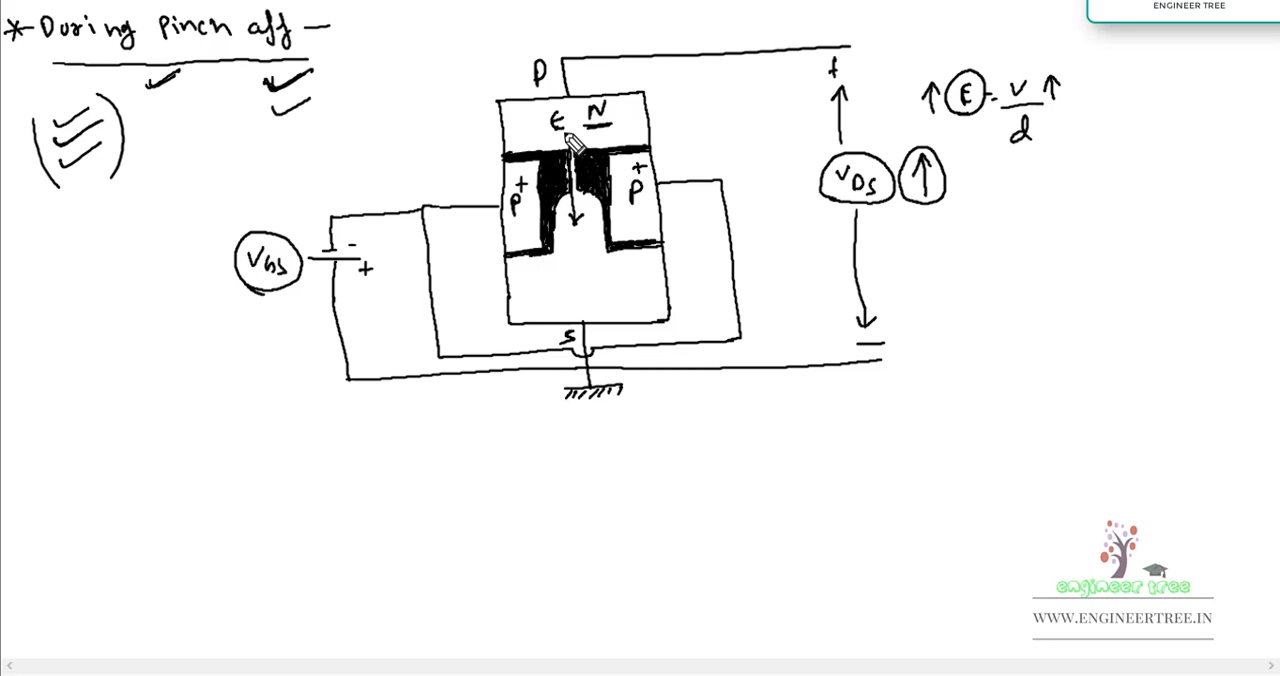 ENGINEER TREE
* During Pinch off —
D
+
E
N
E = V
d
P+
P+
VDS
VGS
-
+
S
—
engineer tree
WWW.ENGINEERTREE.IN